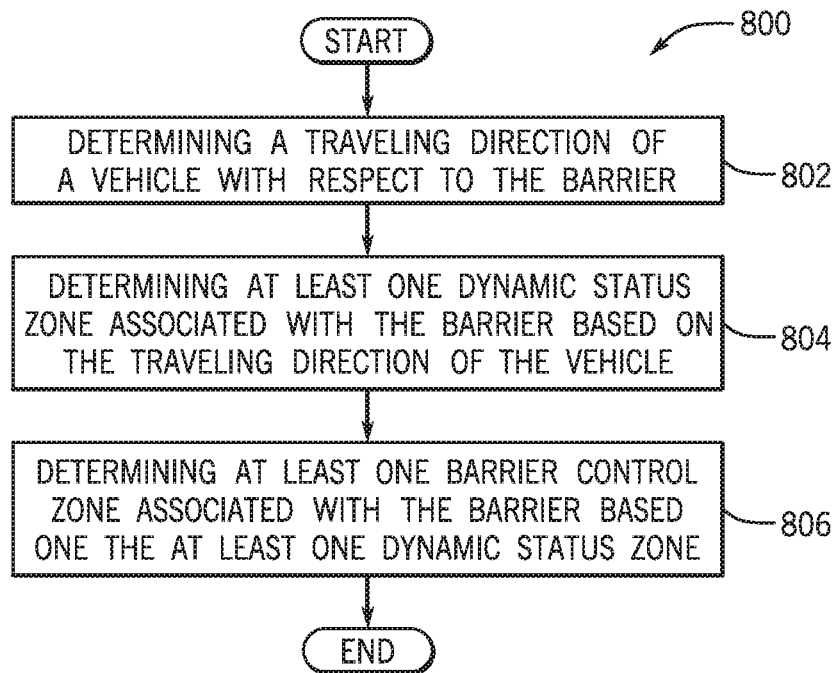 START
800
DETERMINING A TRAVELING DIRECTION OF
A VEHICLE WITH RESPECT TO THE BARRIER
802
DETERMINING AT LEAST ONE DYNAMIC STATUS
ZONE ASSOCIATED WITH THE BARRIER BASED ON
THE TRAVELING DIRECTION OF THE VEHICLE
804
DETERMINING AT LEAST ONE BARRIER CONTROL
ZONE ASSOCIATED WITH THE BARRIER BASED
ONE THE AT LEAST ONE DYNAMIC STATUS ZONE
806
END